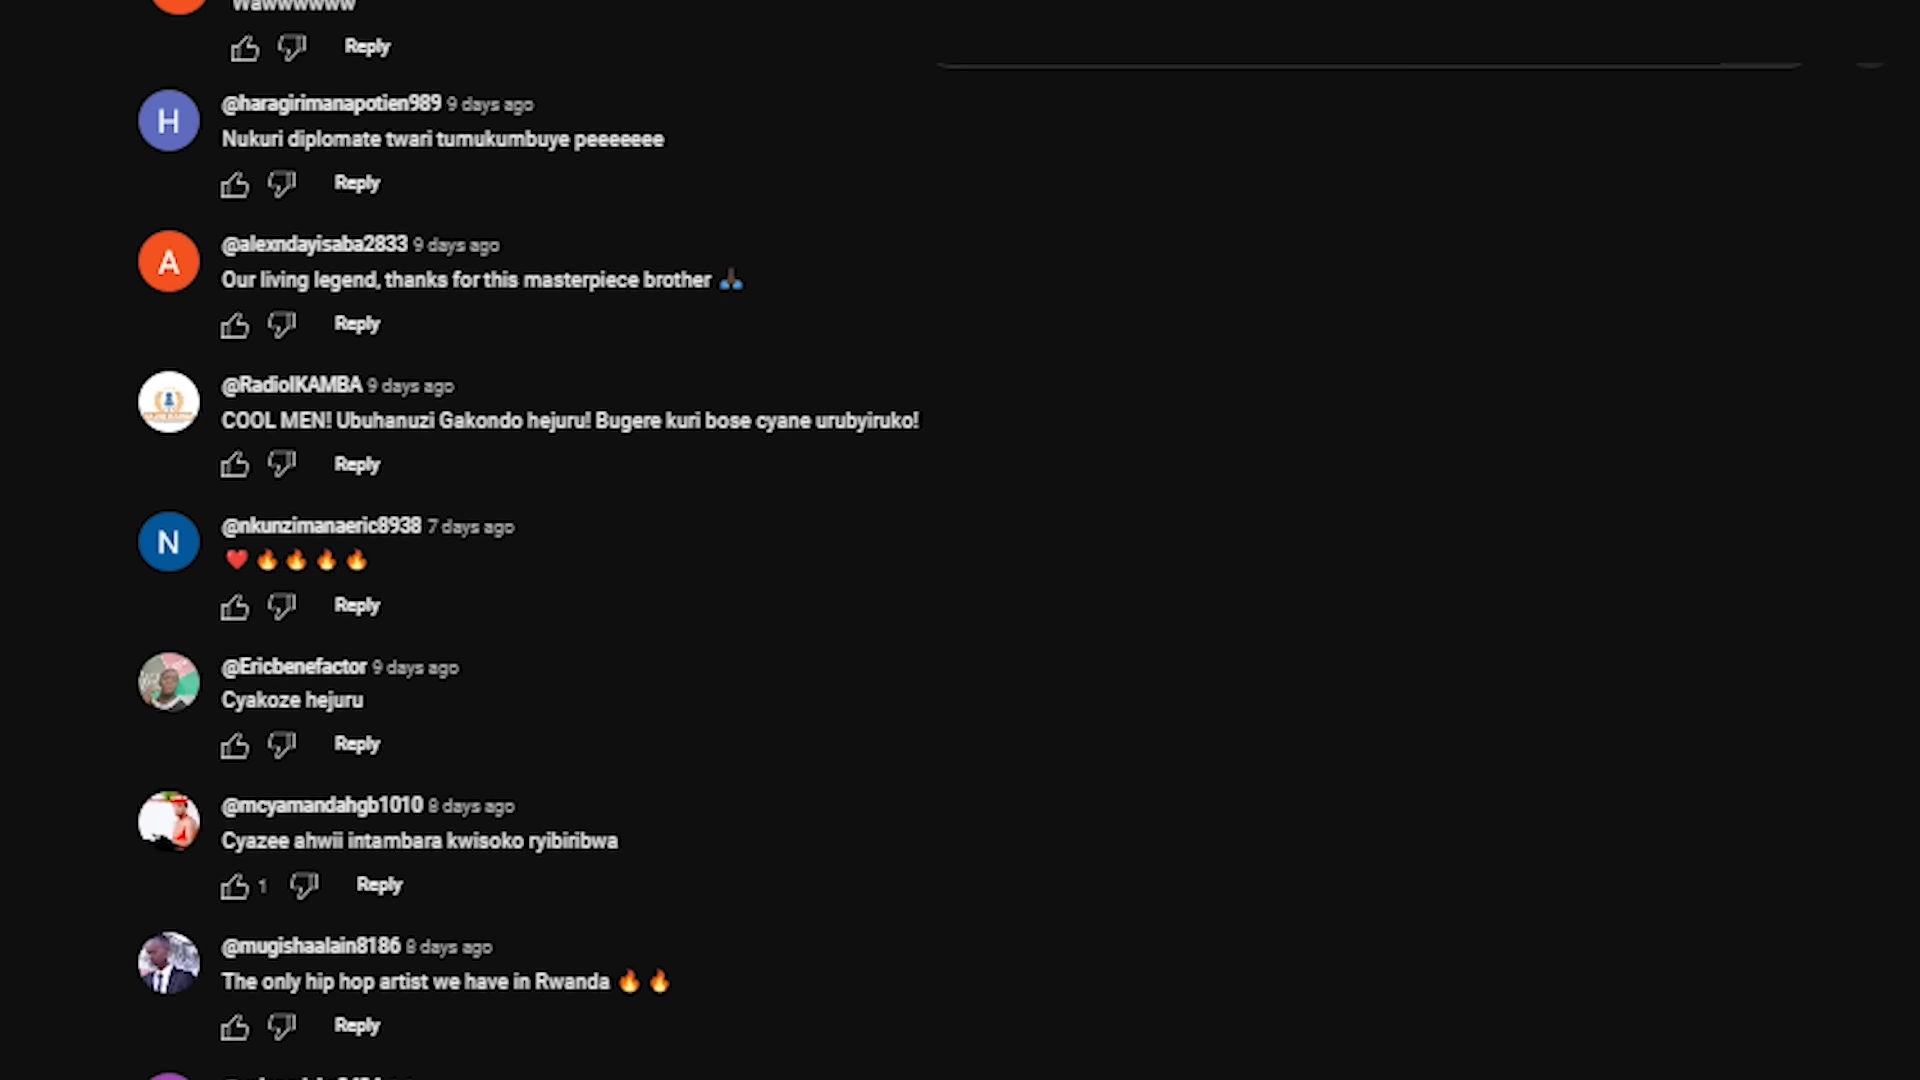 Wawwwwww
Reply
@haragirimanapotien989 9 days ago
Nukuri diplomate twari tumukumbuye peeeeeee
Reply
A
@alexndayisaba2833 9 days ago
Our living legend, thanks for this masterpiece brother 🙏🏿
Reply
@RadioIKAMBA 9 days ago
COOL MEN! Ubuhanuzi Gakondo hejuru! Bugere kuri bose cyane urubyiruko!
Reply
N
@nkunzimanaeric8938 7 days ago
❤️🔥🔥🔥🔥
Reply
@Ericbenefactor 9 days ago
Cyakoze hejuru
Reply
@mcyamandahgb1010 8 days ago
Cyazee ahwii intambara kwisoko ryibiribwa
1 Reply
@mugishaalain8186 8 days ago
The only hip hop artist we have in Rwanda 🔥🔥
Reply